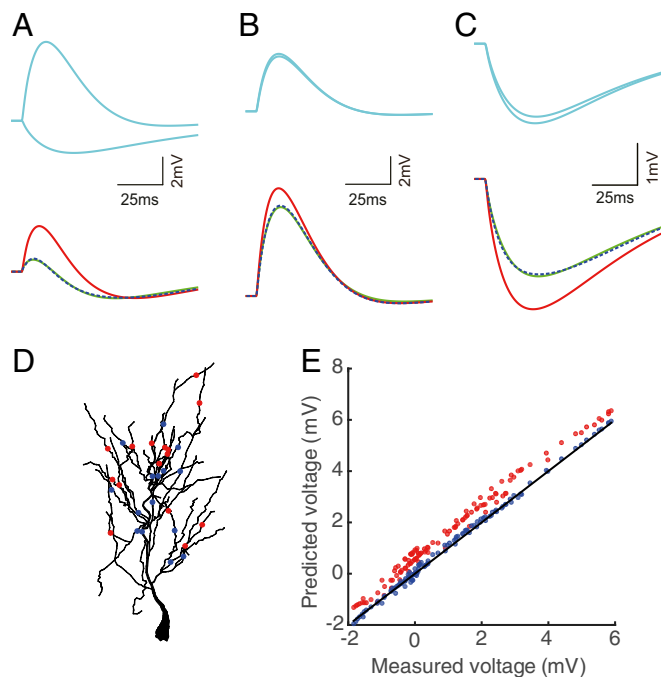 A
B
C
2mV
25ms
2mV
25ms
1mV
25ms
D
E
8
6
4
2
0
-2
Predicted voltage (mV)
-2 0 2 4 6
Measured voltage (mV)